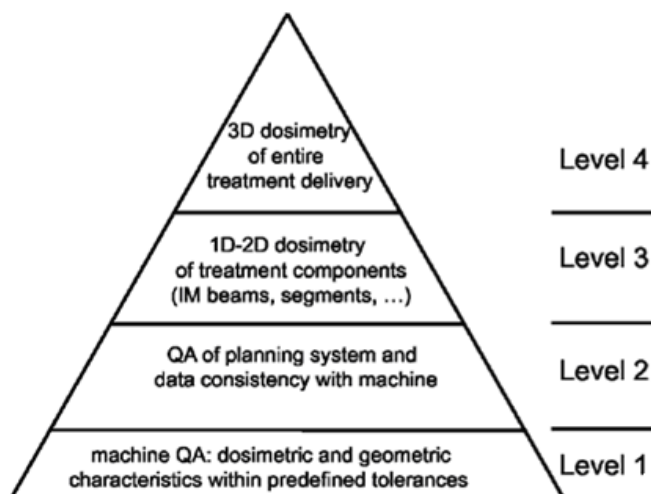 3D dosimetry
of entire
treatment delivery
Level 4
1D-2D dosimetry
of treatment components
(IM beams, segments, ...)
Level 3
QA of planning system and
data consistency with machine
Level 2
machine QA: dosimetric and geometric
characteristics within predefined tolerances
Level 1